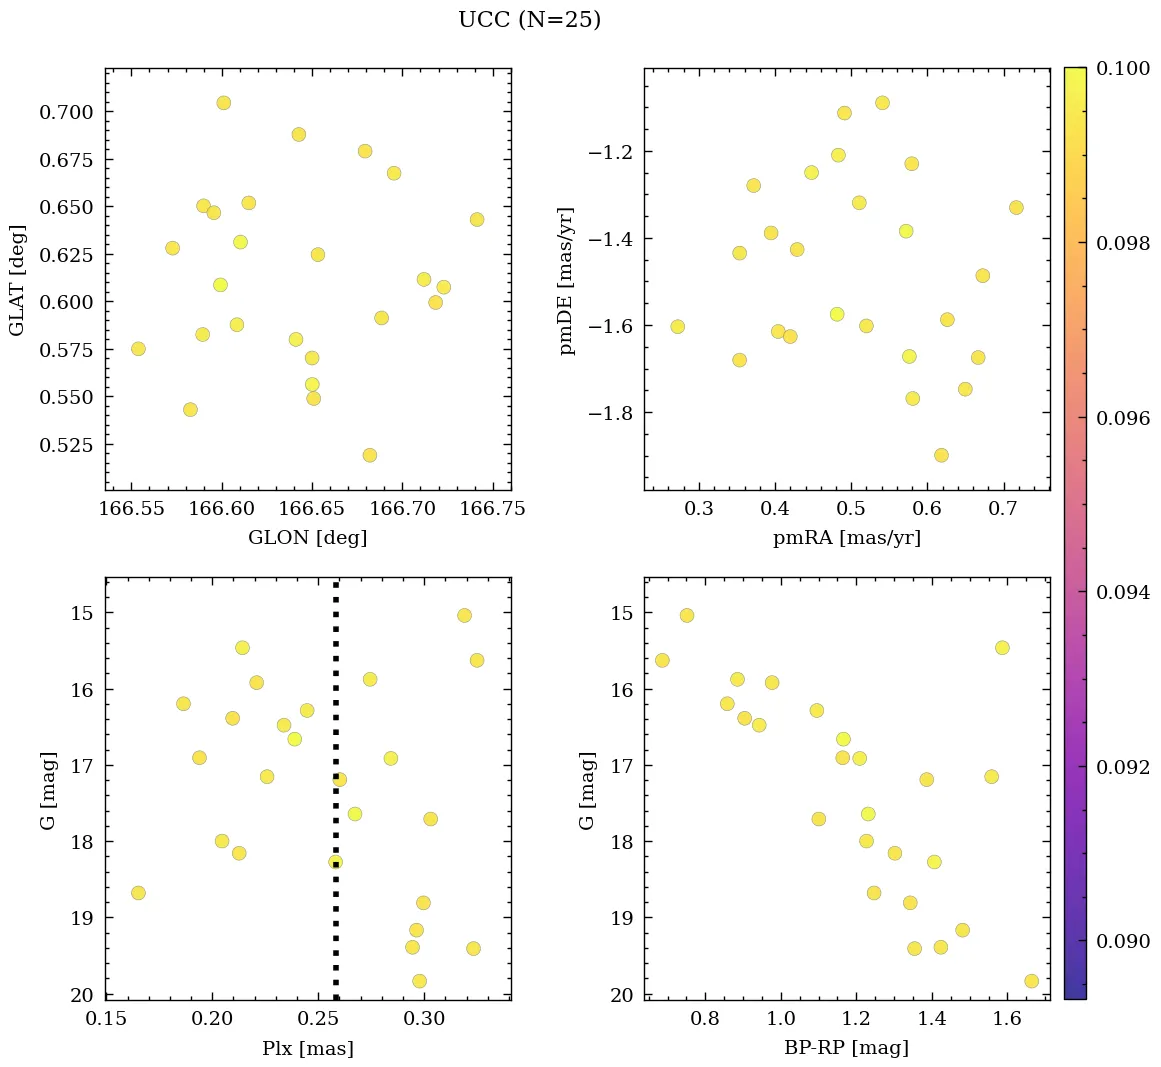 UCC (N=25)
0.700
0.675
0.650
0.625
0.600
0.575
0.550
0.525
GLAT [deg]
166.55 166.60 166.65 166.70 166.75
GLON [deg]
−1.2
−1.4
−1.6
−1.8
pmDE [mas/yr]
0.3 0.4 0.5 0.6 0.7
pmRA [mas/yr]
15
16
17
18
19
20
G [mag]
0.15 0.20 0.25 0.30
Plx [mas]
15
16
17
18
19
20
G [mag]
0.8 1.0 1.2 1.4 1.6
BP-RP [mag]
0.100
0.098
0.096
0.094
0.092
0.090